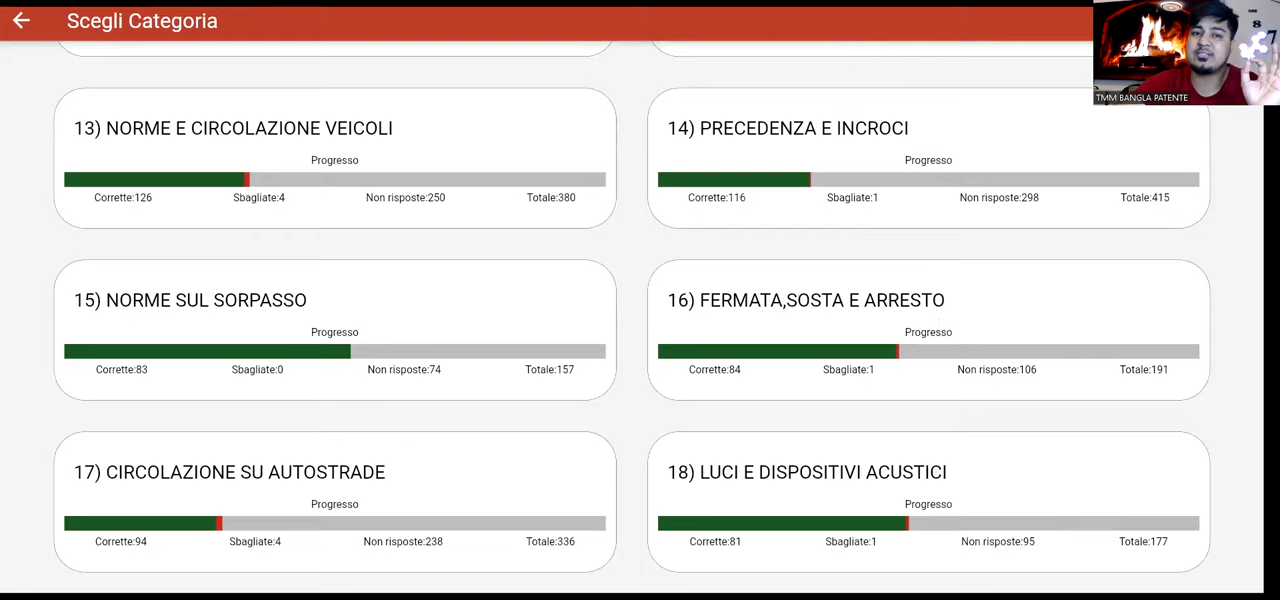 Scegli Categoria
TMM BANGLA PATENTE
13) NORME E CIRCOLAZIONE VEICOLI
Progresso
Corrette:126 Sbagliate:4 Non risposte:250 Totale:380
14) PRECEDENZA E INCROCI
Progresso
Corrette:116 Sbagliate:1 Non risposte:298 Totale:415
15) NORME SUL SORPASSO
Progresso
Corrette:83 Sbagliate:0 Non risposte:74 Totale:157
16) FERMATA,SOSTA E ARRESTO
Progresso
Corrette:84 Sbagliate:1 Non risposte:106 Totale:191
17) CIRCOLAZIONE SU AUTOSTRADE
Progresso
Corrette:94 Sbagliate:4 Non risposte:238 Totale:336
18) LUCI E DISPOSITIVI ACUSTICI
Progresso
Corrette:81 Sbagliate:1 Non risposte:95 Totale:177